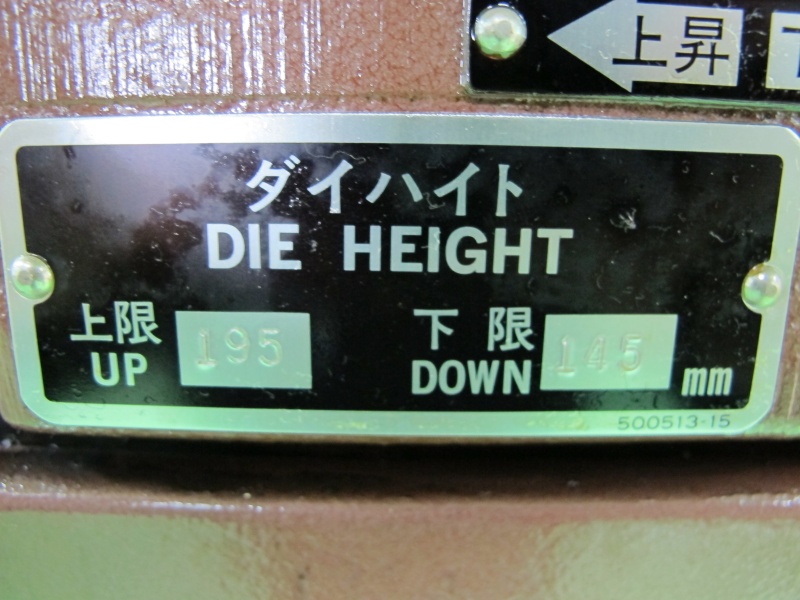 上昇
ダイハイト
DIE HEIGHT
上限 195 下限 145
UP DOWN mm
500513-15